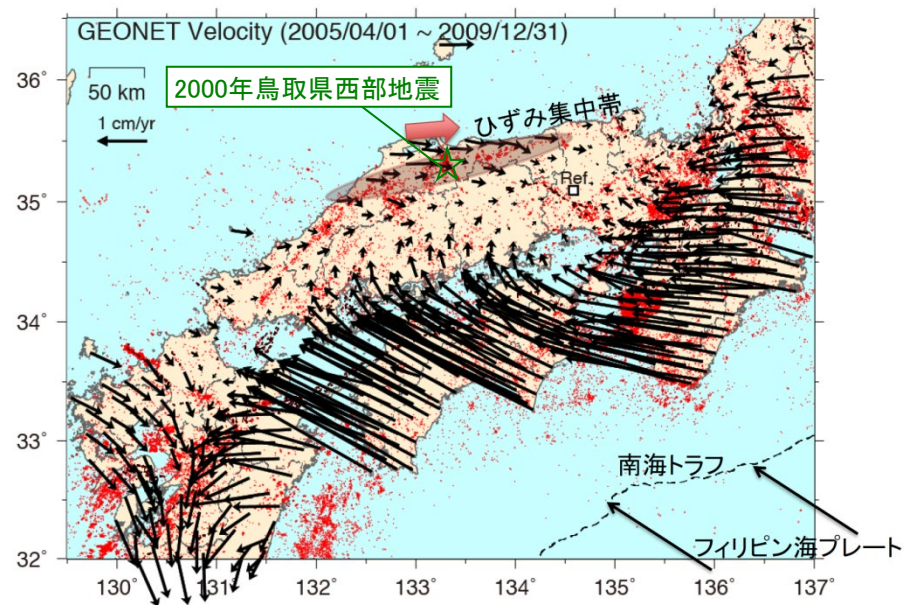 GEONET Velocity (2005/04/01 ~ 2009/12/31)
36˚
50 km
2000年鳥取県西部地震
1 cm/yr
ひずみ集中帯
Ref.
35˚
34˚
33˚
南海トラフ
フィリピン海プレート
32˚
130˚ 131˚ 132˚ 133˚ 134˚ 135˚ 136˚ 137˚